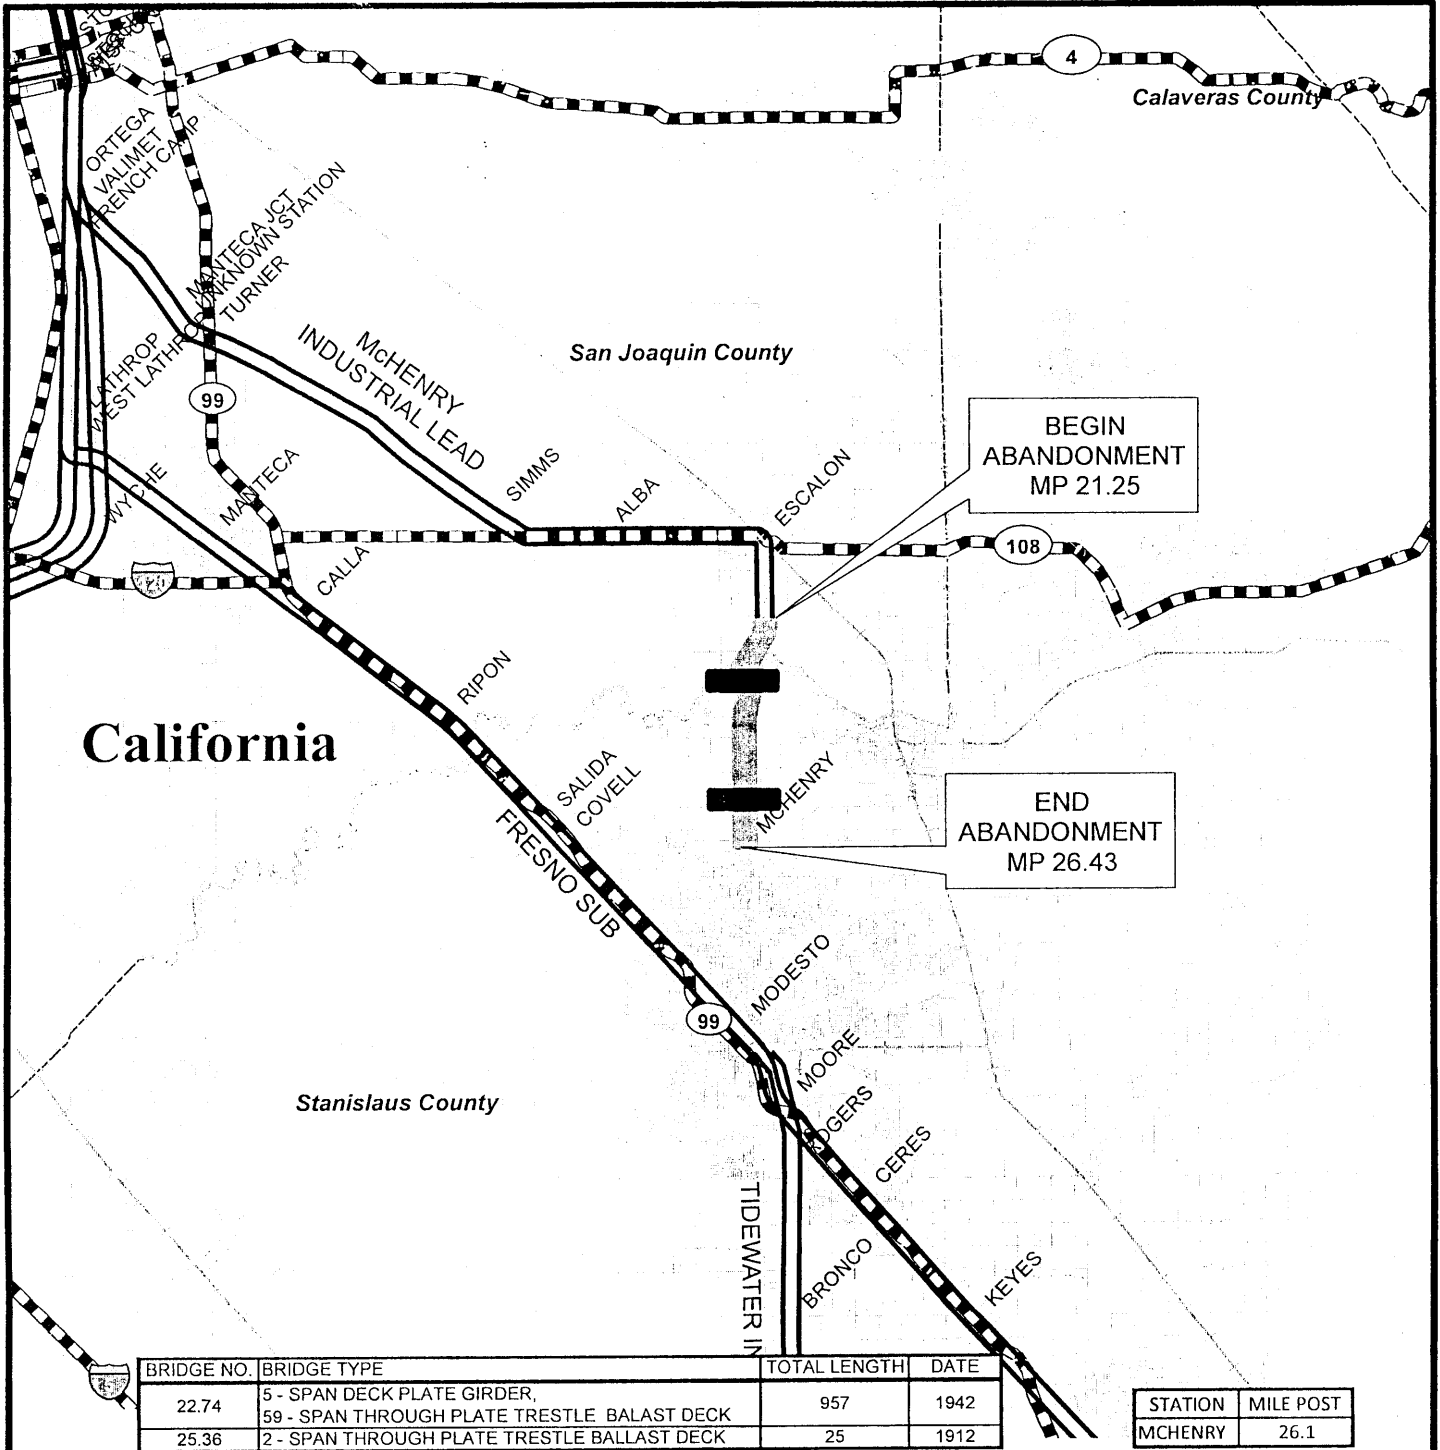 4
Calaveras County
ORTEGA
VALIMET
FRENCH CAMP
MANTECA JCT
UNKNOWN STATION
TURNER
LATHROP
WEST LATHROP
99
McHENRY
INDUSTRIAL LEAD
San Joaquin County
BEGIN
ABANDONMENT
MP 21.25
WYCHE
MANTECA
SIMMS
ALBA
ESCALON
108
CALLA
RIPON
California
SALIDA
COVELL
MCHENRY
END
ABANDONMENT
MP 26.43
FRESNO SUB
MODESTO
99
MOORE
ROGERS
CERES
Stanislaus County
TIDEWATER IN
BRONCO
KEYES
BRIDGE NO. BRIDGE TYPE TOTAL LENGTH DATE
22.74 5 - SPAN DECK PLATE GIRDER, 957 1942
59 - SPAN THROUGH PLATE TRESTLE BALAST DECK
25.36 2 - SPAN THROUGH PLATE TRESTLE BALLAST DECK 25 1912
STATION MILE POST
MCHENRY 26.1